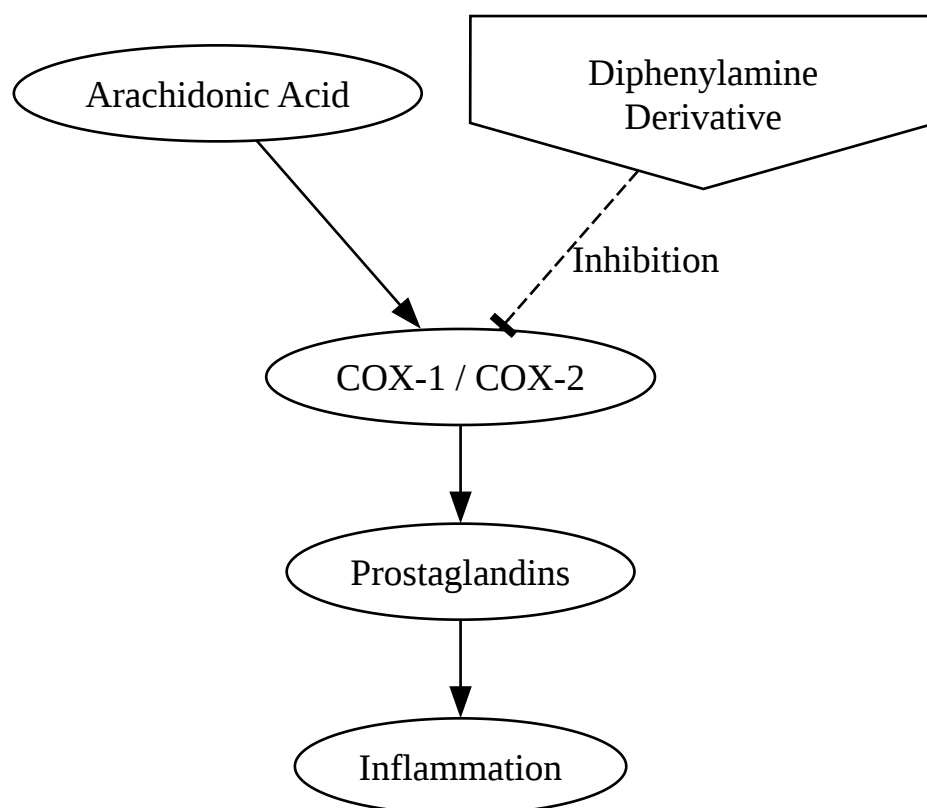 Arachidonic Acid
Diphenylamine
Derivative
Inhibition
COX-1 / COX-2
Prostaglandins
Inflammation